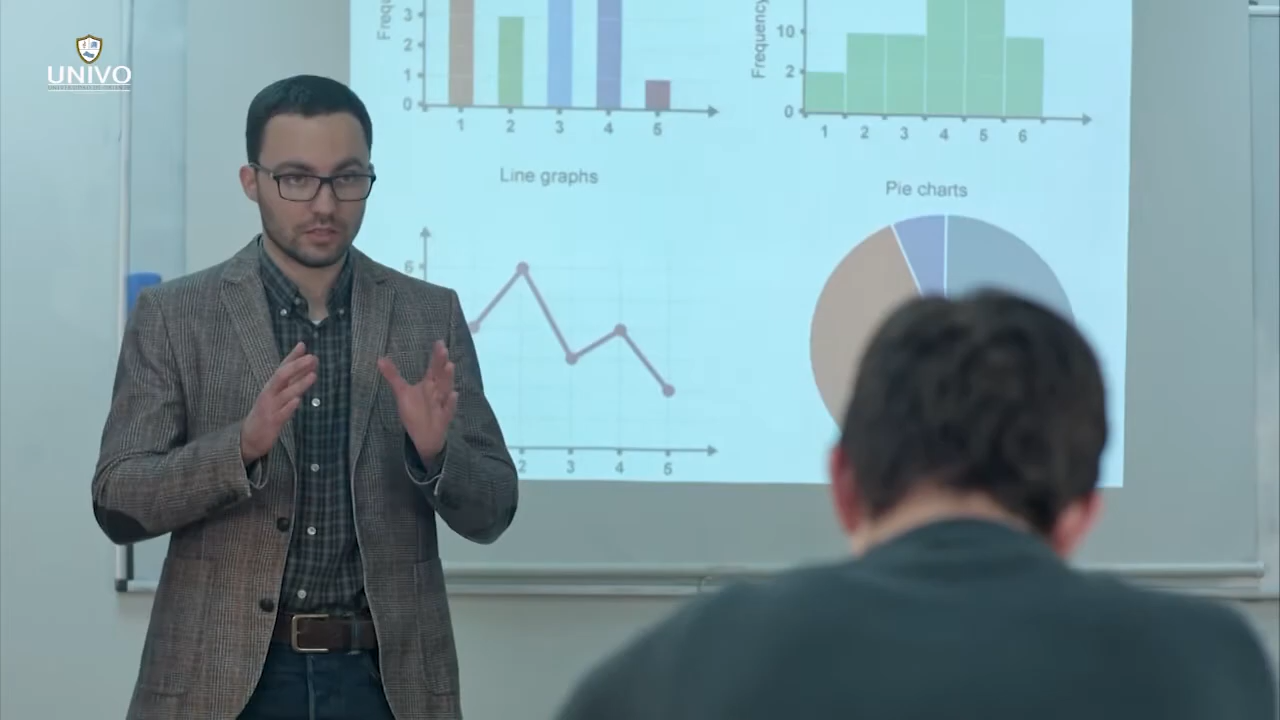 UNIVO
Frequ
3
2
1
0
1 2 3 4 5
Frequency
10
2
0
1 2 3 4 5 6
Line graphs
6
2 3 4 5
Pie charts